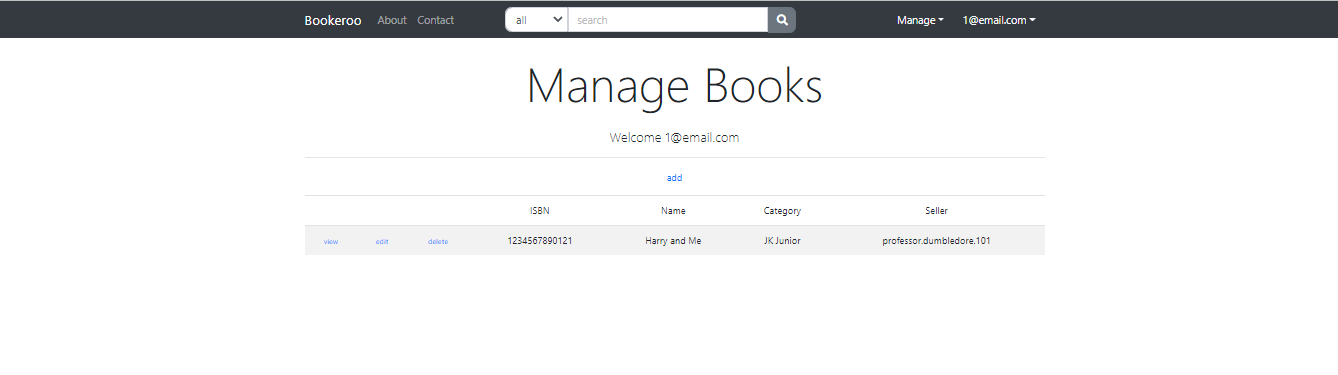 Bookeroo About Contact all search Manage 1@email.com
Manage Books
Welcome 1@email.com
add
ISBN Name Category Seller
view edit delete 1234567890121 Harry and Me JK Junior professor.dumbledore.101